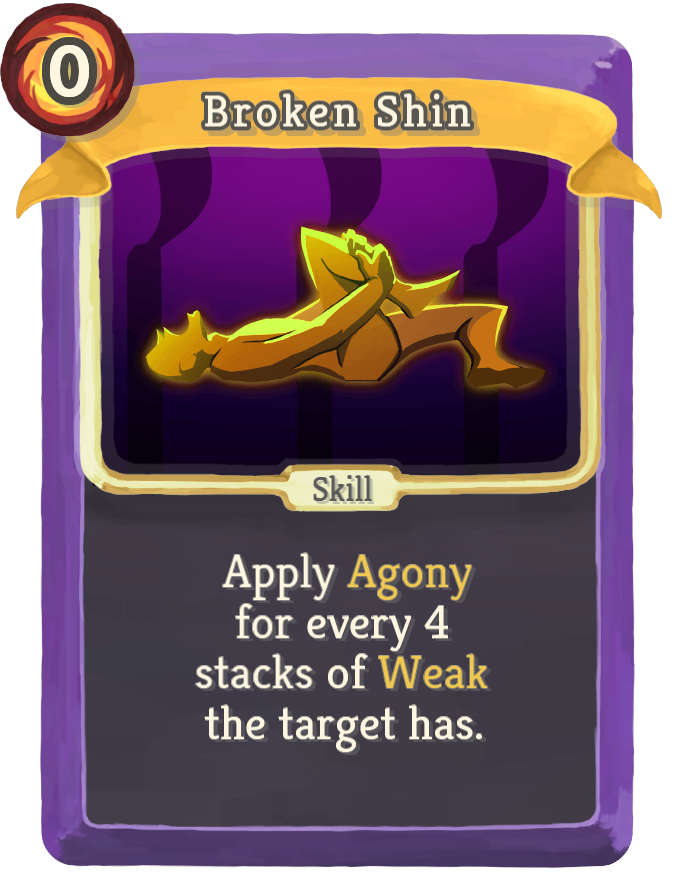 0
Broken Shin
Skill
Apply Agony
for every 4
stacks of Weak
the target has.